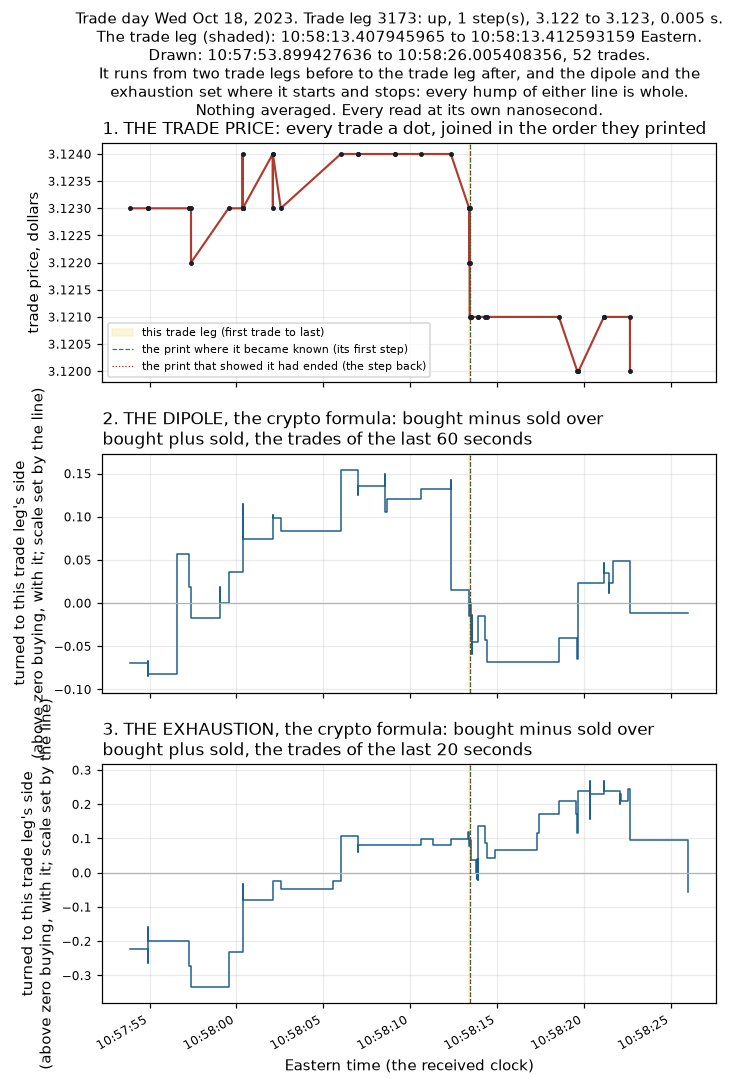 Trade day Wed Oct 18, 2023. Trade leg 3173: up, 1 step(s), 3.122 to 3.123, 0.005 s.
The trade leg (shaded): 10:58:13.407945965 to 10:58:13.412593159 Eastern.
Drawn: 10:57:53.899427636 to 10:58:26.005408356, 52 trades.
It runs from two trade legs before to the trade leg after, and the dipole and the
exhaustion set where it starts and stops: every hump of either line is whole.
Nothing averaged. Every read at its own nanosecond.
1. THE TRADE PRICE: every trade a dot, joined in the order they printed
trade price, dollars
3.1240
3.1235
3.1230
3.1225
3.1220
3.1215
3.1210
3.1205
3.1200
this trade leg (first trade to last)
the print where it became known (its first step)
the print that showed it had ended (the step back)
2. THE DIPOLE, the crypto formula: bought minus sold over
bought plus sold, the trades of the last 60 seconds
turned to this trade leg's side
(above zero buying, with it; scale set by the line)
0.15
0.10
0.05
0.00
−0.05
−0.10
3. THE EXHAUSTION, the crypto formula: bought minus sold over
bought plus sold, the trades of the last 20 seconds
turned to this trade leg's side
(above zero buying, with it; scale set by the line)
0.3
0.2
0.1
0.0
−0.1
−0.2
−0.3
10:57:55
10:58:00
10:58:05
10:58:10
10:58:15
10:58:20
10:58:25
Eastern time (the received clock)